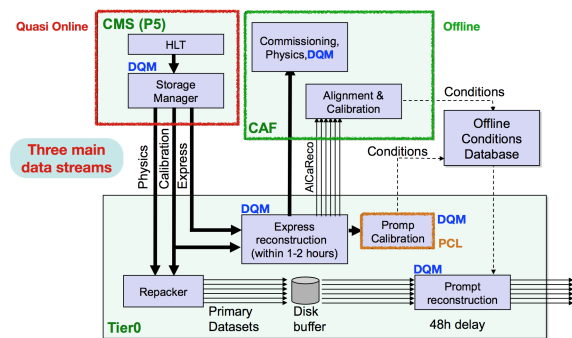 Quasi Online
CMS (P5)
HLT
DQM
Storage
Manager
Commissioning,
Physics,DQM
Offline
Alignment &
Calibration
CAF
Conditions
Offline
Conditions
Database
Conditions
Three main
data streams
Physics
Calibration
Express
AlCaReco
DQM
Express
reconstruction
(within 1-2 hours)
Promp
Calibration
DQM
PCL
Repacker
Primary
Datasets
Disk
buffer
DQM
Prompt
reconstruction
48h delay
Tier0